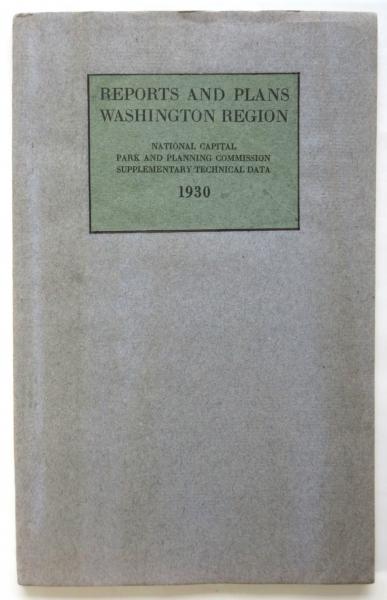 REPORTS AND PLANS
WASHINGTON REGION
NATIONAL CAPITAL
PARK AND PLANNING COMMISSION
SUPPLEMENTARY TECHNICAL DATA
1930